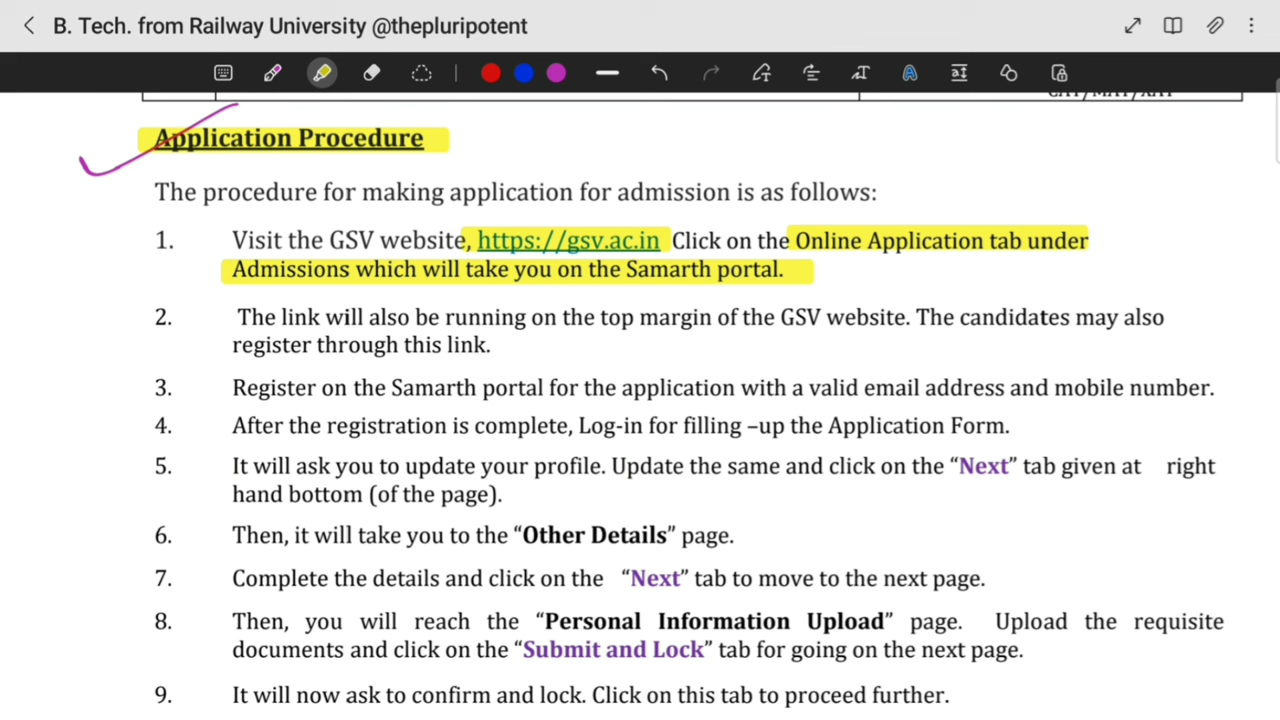 B. Tech. from Railway University @thepluripotent
CAT/MAT/XAT
Application Procedure
The procedure for making application for admission is as follows:
1. Visit the GSV website, https://gsv.ac.in Click on the Online Application tab under
Admissions which will take you on the Samarth portal.
2. The link will also be running on the top margin of the GSV website. The candidates may also
register through this link.
3. Register on the Samarth portal for the application with a valid email address and mobile number.
4. After the registration is complete, Log-in for filling –up the Application Form.
5. It will ask you to update your profile. Update the same and click on the “Next” tab given at right
hand bottom (of the page).
6. Then, it will take you to the “Other Details” page.
7. Complete the details and click on the “Next” tab to move to the next page.
8. Then, you will reach the “Personal Information Upload” page. Upload the requisite
documents and click on the “Submit and Lock” tab for going on the next page.
9. It will now ask to confirm and lock. Click on this tab to proceed further.